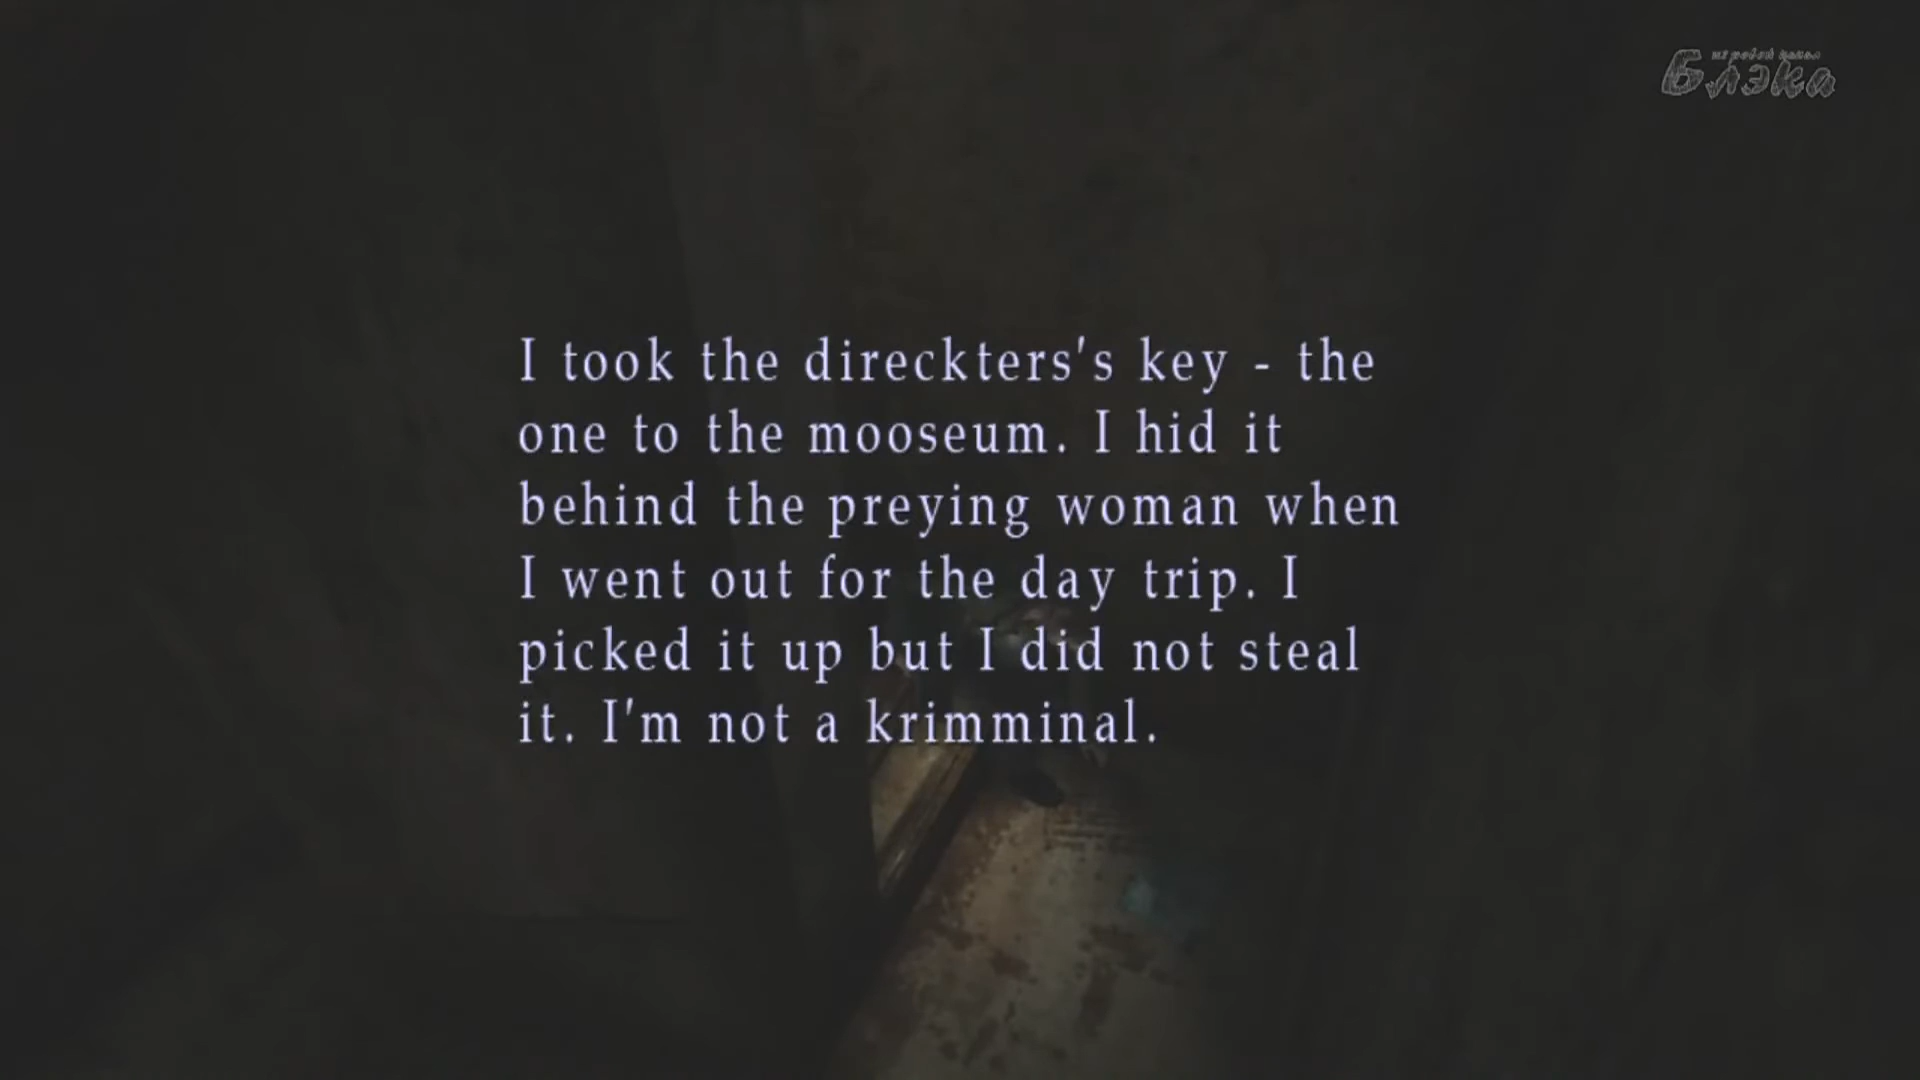 Блэка
I took the direckters's key - the
one to the mooseum. I hid it
behind the preying woman when
I went out for the day trip. I
picked it up but I did not steal
it. I'm not a krimminal.